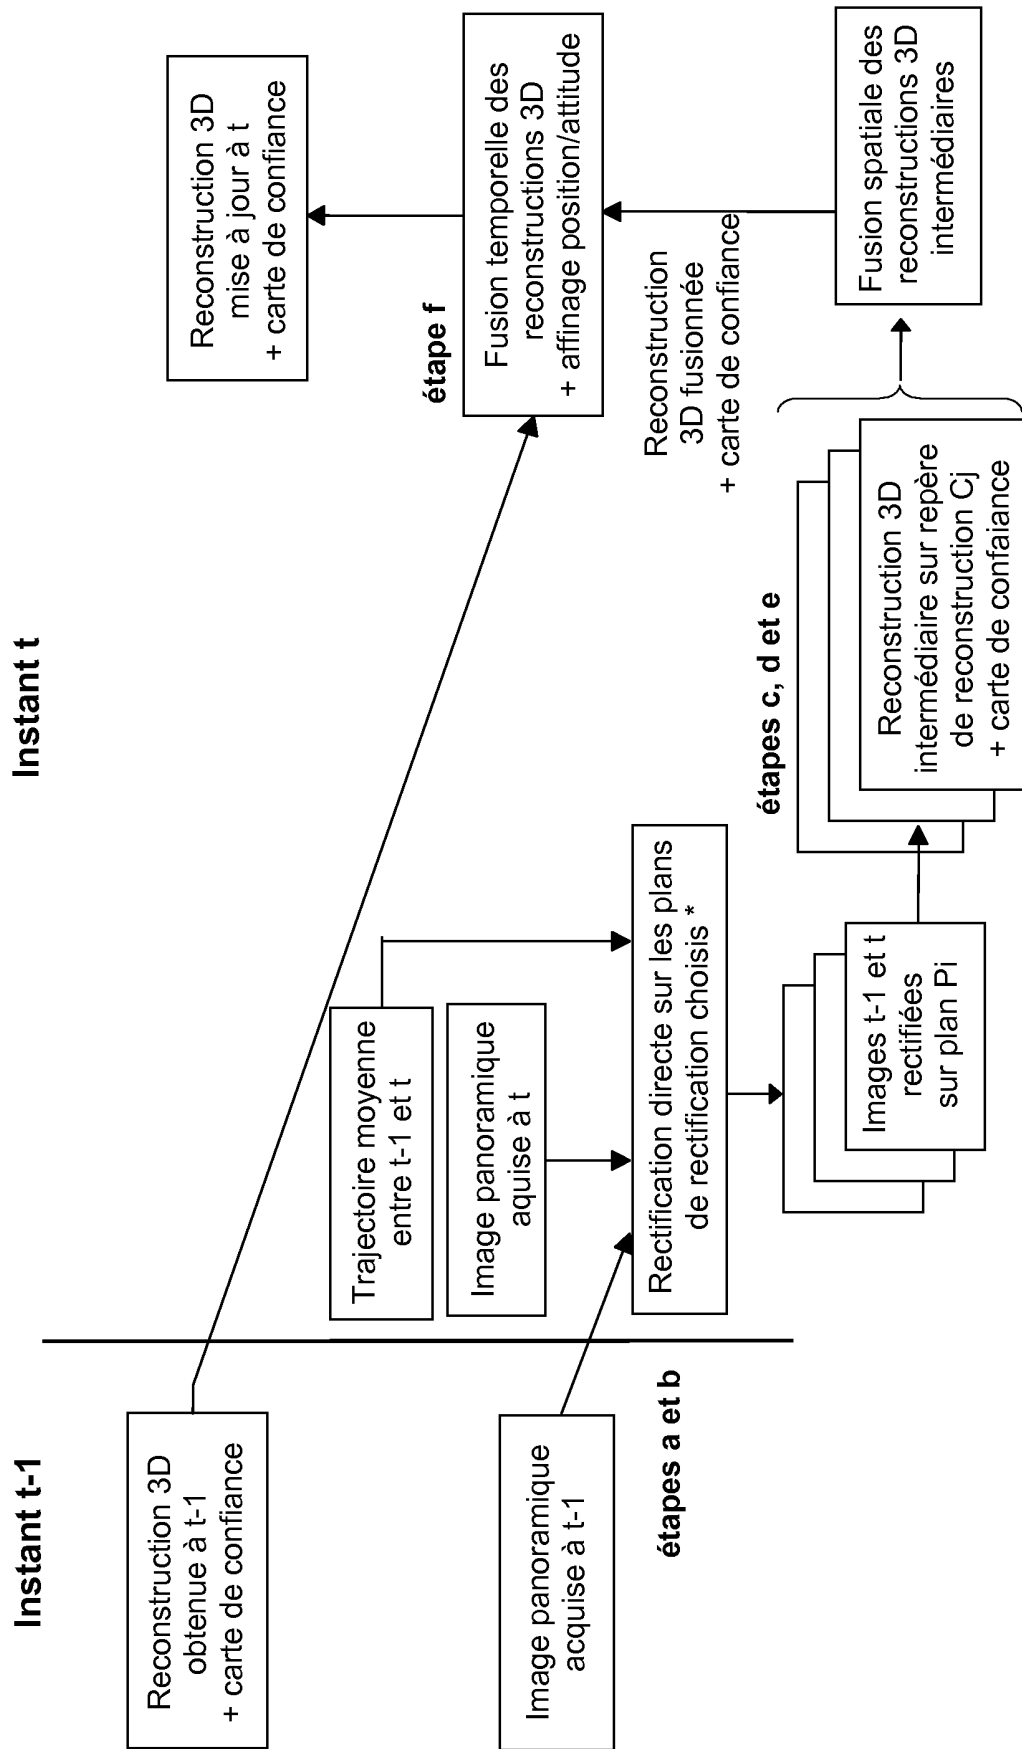 Instant t-1
Instant t
Reconstruction 3D
obtenue à t-1
+ carte de confiance
Reconstruction 3D
mise à jour à t
+ carte de confiance
Trajectoire moyenne
entre t-1 et t
étape f
Fusion temporelle des
reconstructions 3D
+ affinage position/attitude
Image panoramique
aquise à t
Image panoramique
acquise à t-1
Rectification directe sur les plans
de rectification choisis *
étapes a et b
Reconstruction
3D fusionnée
+ carte de confiance
étapes c, d et e
Images t-1 et t
rectifiées
sur plan Pi
Reconstruction 3D
intermédiaire sur repère
de reconstruction Cj
+ carte de confaiance
Fusion spatiale des
reconstructions 3D
intermédiaires